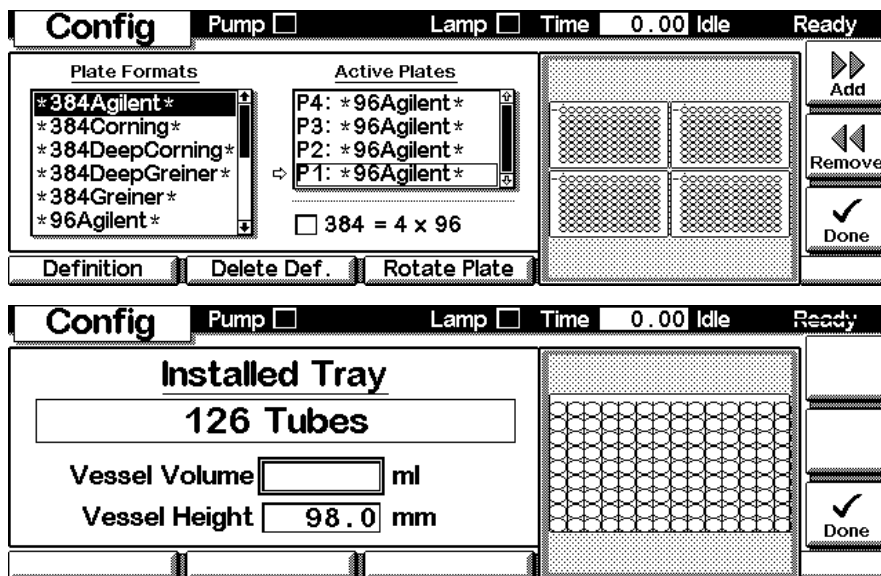 Config Pump Lamp Time 0.00 Idle Ready
Plate Formats Active Plates
*384Agilent* P4: *96Agilent*
*384Corning* P3: *96Agilent*
*384DeepCorning* P2: *96Agilent*
*384DeepGreiner* P1: *96Agilent*
*384Greiner*
*96Agilent* 384 = 4 x 96
Add
Remove
Done
Definition Delete Def. Rotate Plate
Config Pump Lamp Time 0.00 Idle Ready
Installed Tray
126 Tubes
Vessel Volume ml
Vessel Height 98.0 mm
Done